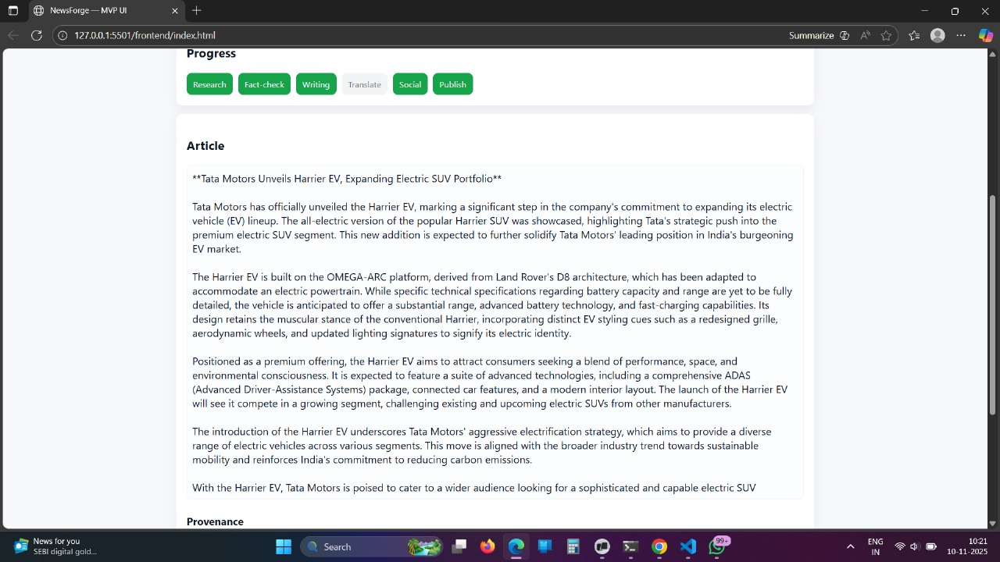 NewsForge — MVP UI
127.0.0.1:5501/frontend/index.html
Summarize
Progress
Research
Fact-check
Writing
Translate
Social
Publish
Article
**Tata Motors Unveils Harrier EV, Expanding Electric SUV Portfolio**
Tata Motors has officially unveiled the Harrier EV, marking a significant step in the company's commitment to expanding its electric
vehicle (EV) lineup. The all-electric version of the popular Harrier SUV was showcased, highlighting Tata's strategic push into the
premium electric SUV segment. This new addition is expected to further solidify Tata Motors' leading position in India's burgeoning
EV market.
The Harrier EV is built on the OMEGA-ARC platform, derived from Land Rover's D8 architecture, which has been adapted to
accommodate an electric powertrain. While specific technical specifications regarding battery capacity and range are yet to be fully
detailed, the vehicle is anticipated to offer a substantial range, advanced battery technology, and fast-charging capabilities. Its
design retains the muscular stance of the conventional Harrier, incorporating distinct EV styling cues such as a redesigned grille,
aerodynamic wheels, and updated lighting signatures to signify its electric identity.
Positioned as a premium offering, the Harrier EV aims to attract consumers seeking a blend of performance, space, and
environmental consciousness. It is expected to feature a suite of advanced technologies, including a comprehensive ADAS
(Advanced Driver-Assistance Systems) package, connected car features, and a modern interior layout. The launch of the Harrier EV
will see it compete in a growing segment, challenging existing and upcoming electric SUVs from other manufacturers.
The introduction of the Harrier EV underscores Tata Motors' aggressive electrification strategy, which aims to provide a diverse
range of electric vehicles across various segments. This move is aligned with the broader industry trend towards sustainable
mobility and reinforces India's commitment to reducing carbon emissions.
With the Harrier EV, Tata Motors is poised to cater to a wider audience looking for a sophisticated and capable electric SUV
Provenance
News for you
SEBI digital gold...
Search
99+
ENG
IN
10:21
10-11-2025